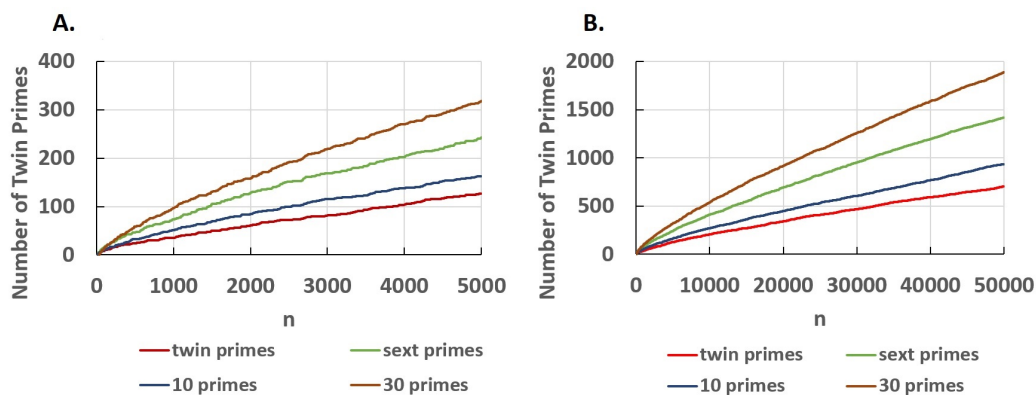 A.
Number of Twin Primes
400
300
200
100
0
0 1000 2000 3000 4000 5000
n
twin primes sext primes
10 primes 30 primes
B.
Number of Twin Primes
2000
1500
1000
500
0
0 10000 20000 30000 40000 50000
n
twin primes sext primes
10 primes 30 primes